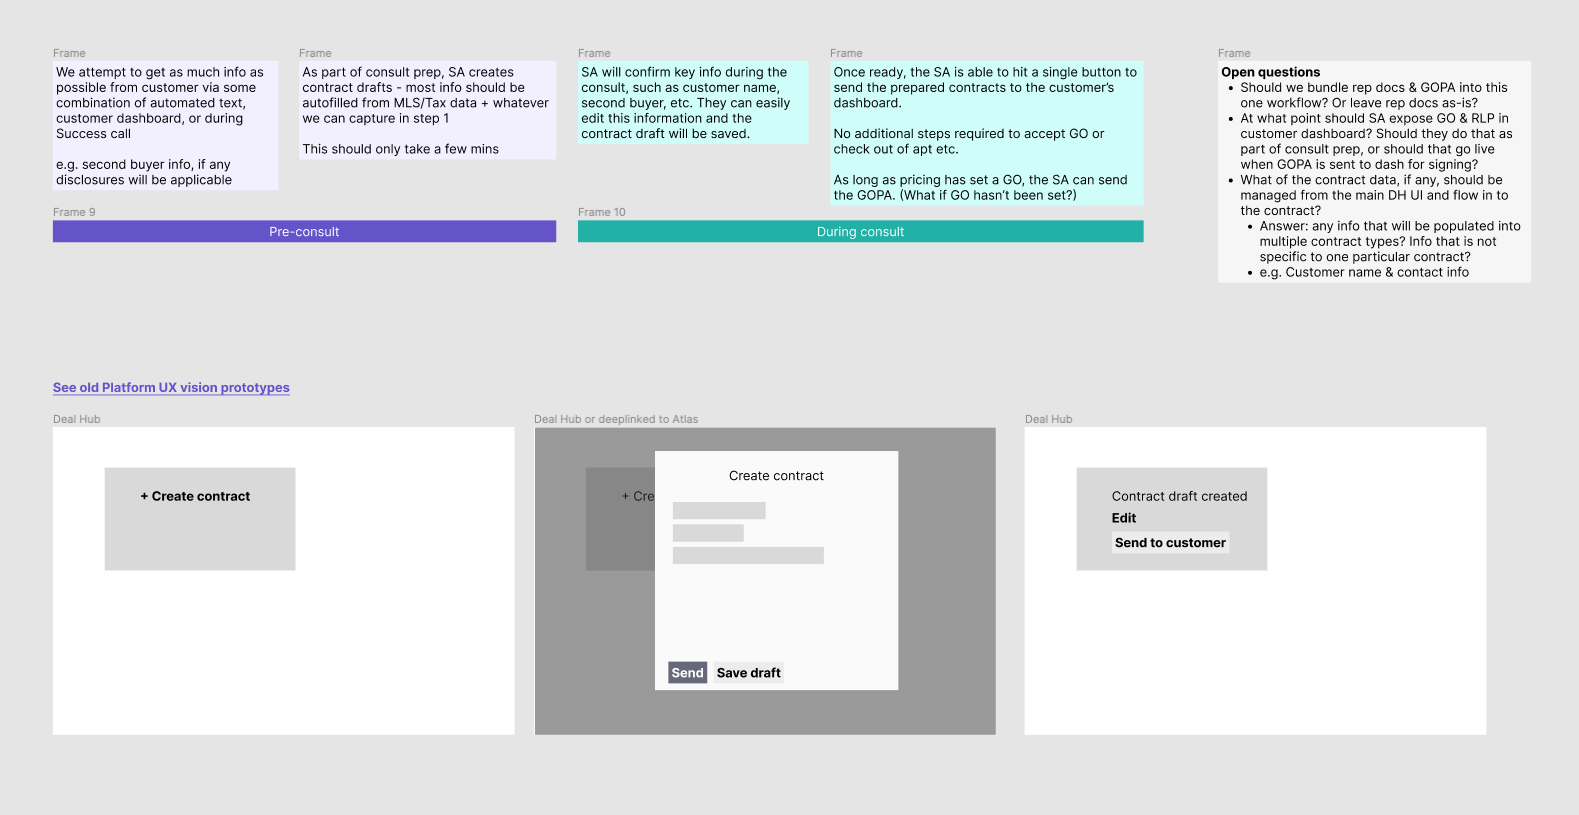 Frame
We attempt to get as much info as
possible from customer via some
combination of automated text,
customer dashboard, or during
Success call
e.g. second buyer info, if any
disclosures will be applicable
Frame
As part of consult prep, SA creates
contract drafts - most info should be
autofilled from MLS/Tax data + whatever
we can capture in step 1
This should only take a few mins
Frame 9
Pre-consult
Frame
SA will confirm key info during the
consult, such as customer name,
second buyer, etc. They can easily
edit this information and the
contract draft will be saved.
Frame
Once ready, the SA is able to hit a single button to
send the prepared contracts to the customer's
dashboard.
No additional steps required to accept GO or
check out of apt etc.
As long as pricing has set a GO, the SA can send
the GOPA. (What if GO hasn't been set?)
Frame 10
During consult
Frame
Open questions
• Should we bundle rep docs & GOPA into this
one workflow? Or leave rep docs as-is?
• At what point should SA expose GO & RLP in
customer dashboard? Should they do that as
part of consult prep, or should that go live
when GOPA is sent to dash for signing?
• What of the contract data, if any, should be
managed from the main DH UI and flow in to
the contract?
• Answer: any info that will be populated into
multiple contract types? Info that is not
specific to one particular contract?
• e.g. Customer name & contact info
See old Platform UX vision prototypes
Deal Hub
+ Create contract
Deal Hub or deeplinked to Atlas
+ Cre
Create contract
Send
Save draft
Deal Hub
Contract draft created
Edit
Send to customer